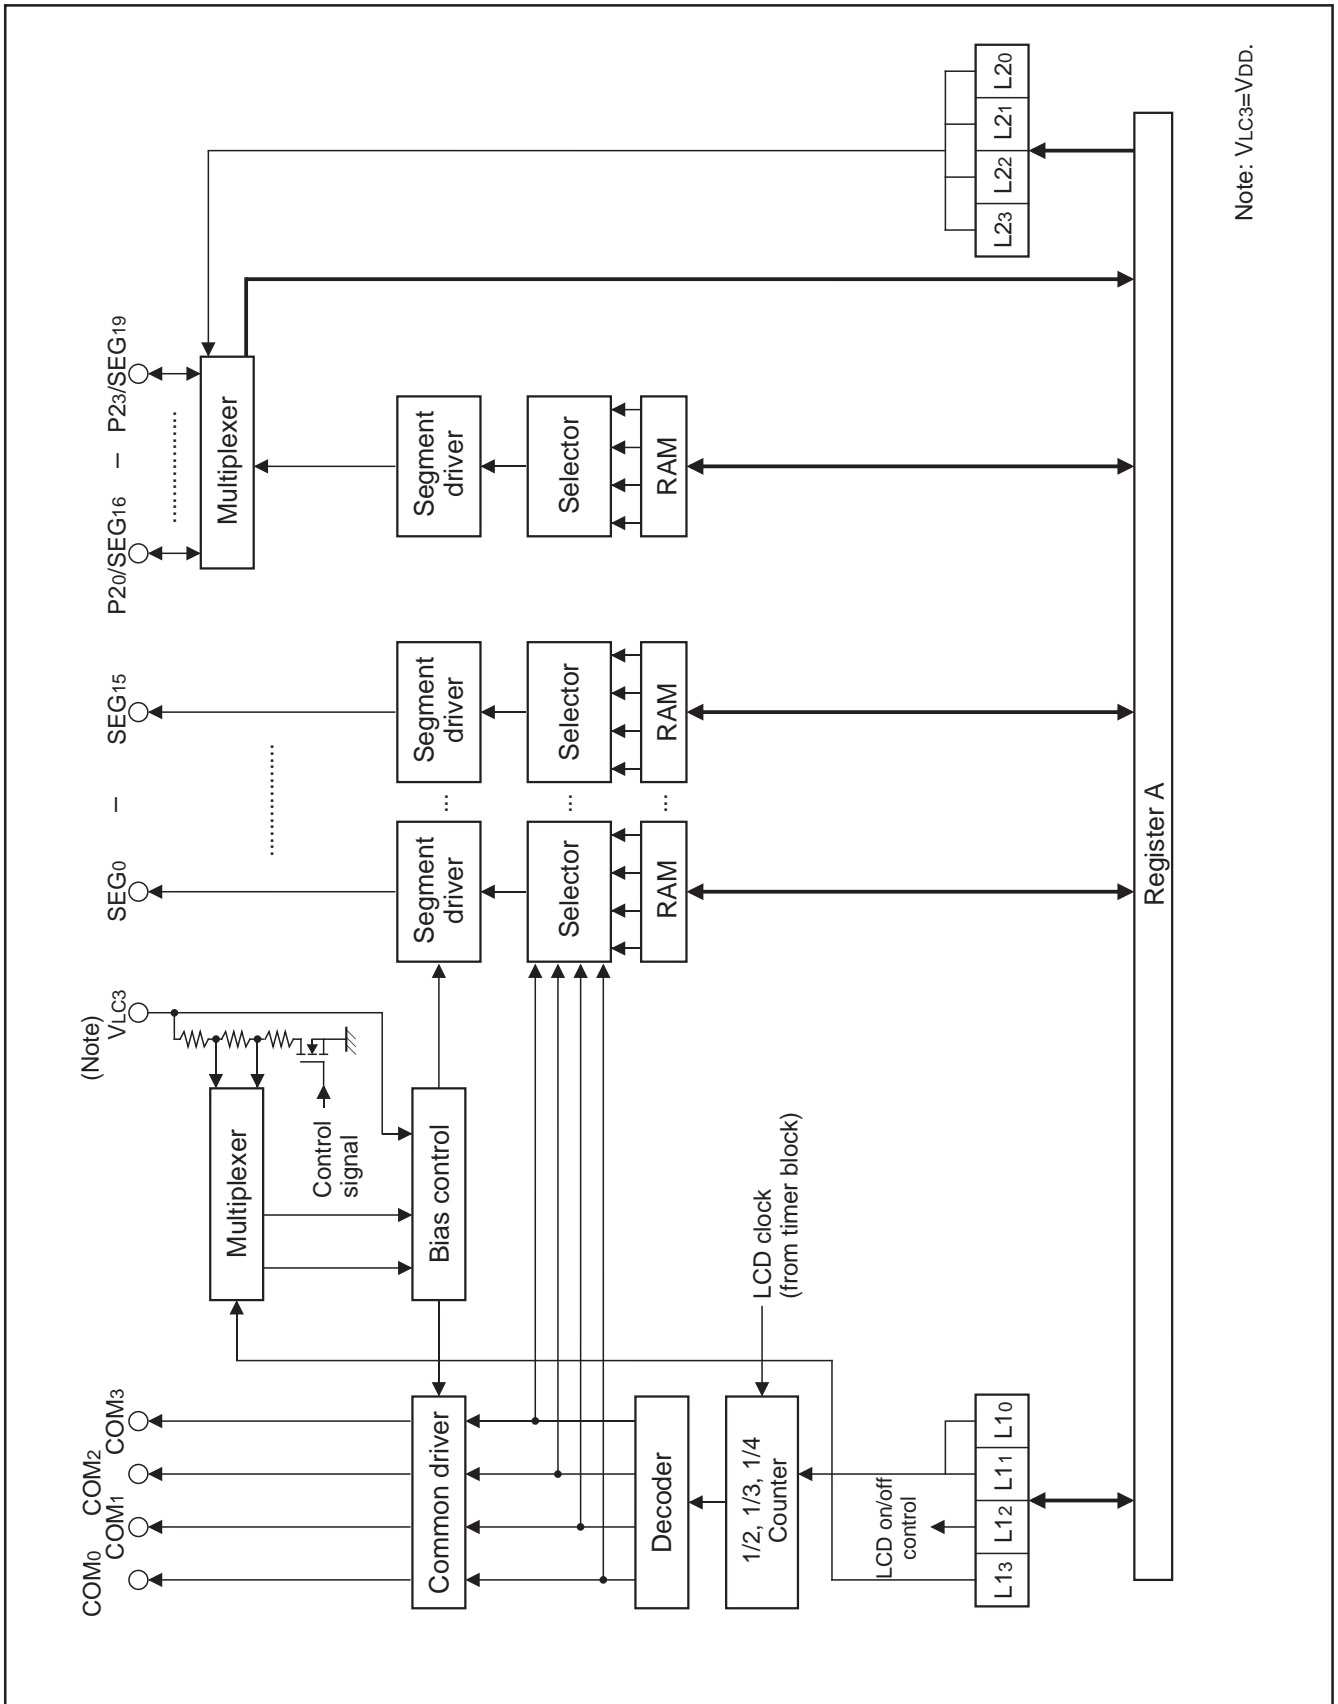 COM0
COM1
COM2
COM3
(Note)
VLC3
SEG0
–
SEG15
P20/SEG16
–
P23/SEG19
Multiplexer
Control
signal
Multiplexer
Common driver
Bias control
Segment
driver
...
Segment
driver
Segment
driver
Decoder
Selector
...
Selector
Selector
RAM
...
RAM
RAM
1/2, 1/3, 1/4
Counter
LCD clock
(from timer block)
LCD on/off
control
L13
L12
L11
L10
L23
L22
L21
L20
Register A
Note: VLC3=VDD.